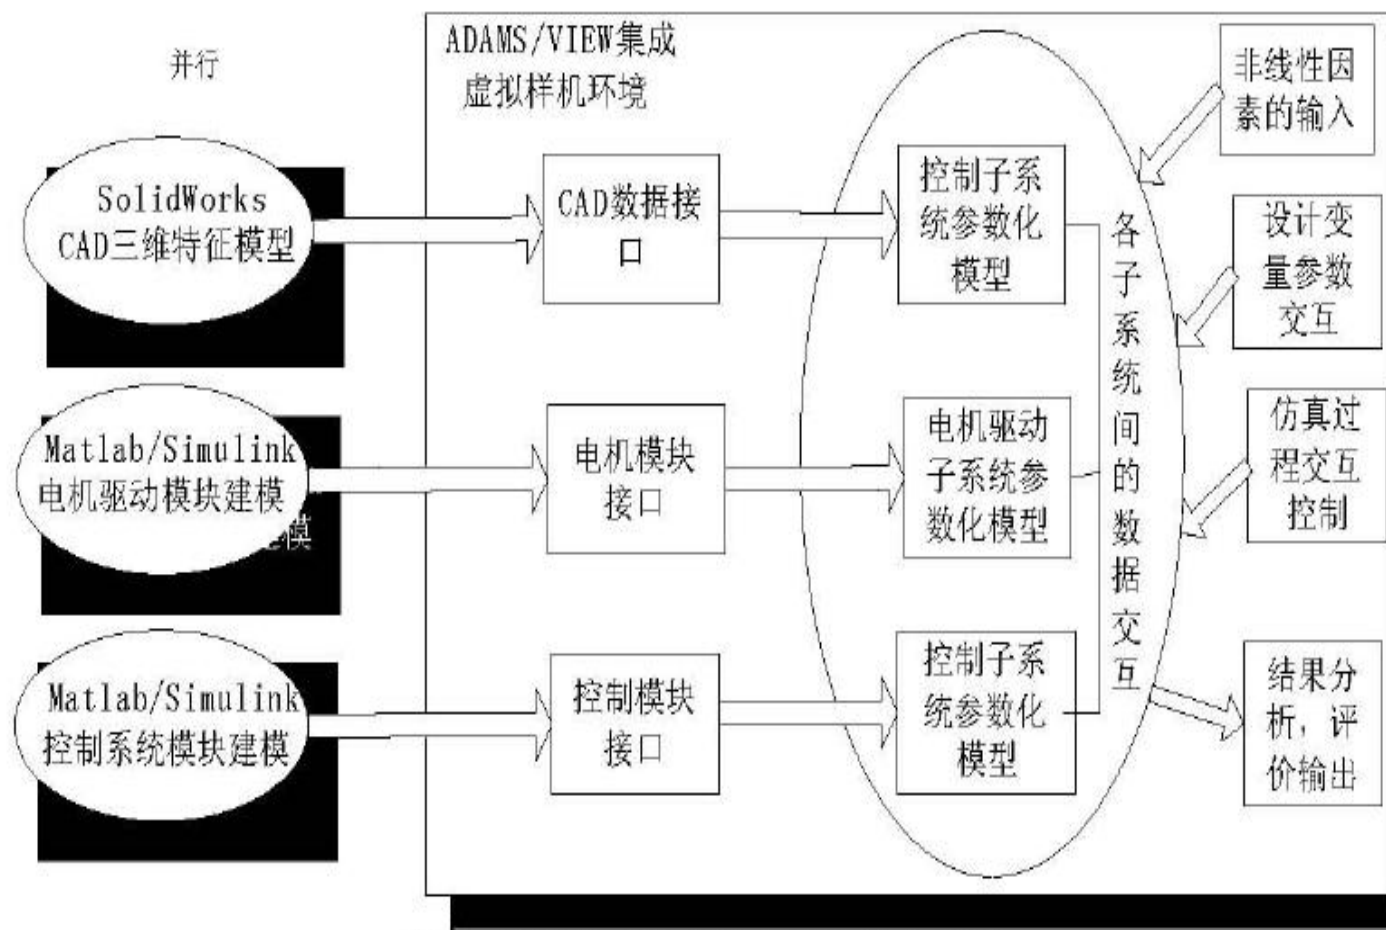 并行
ADAMS/VIEW集成
虚拟样机环境
SolidWorks
CAD三维特征模型
CAD数据接
口
控制子系
统参数化
模型
Matlab/Simulink
电机驱动模块建模
建模
电机模块
接口
电机驱动
子系统参
数化模型
Matlab/Simulink
控制系统模块建模
控制模块
接口
控制子系
统参数化
模型
各子系统间的数据交互
非线性因
素的输入
设计变
量参数
交互
仿真过
程交互
控制
结果分
析，评
价输出